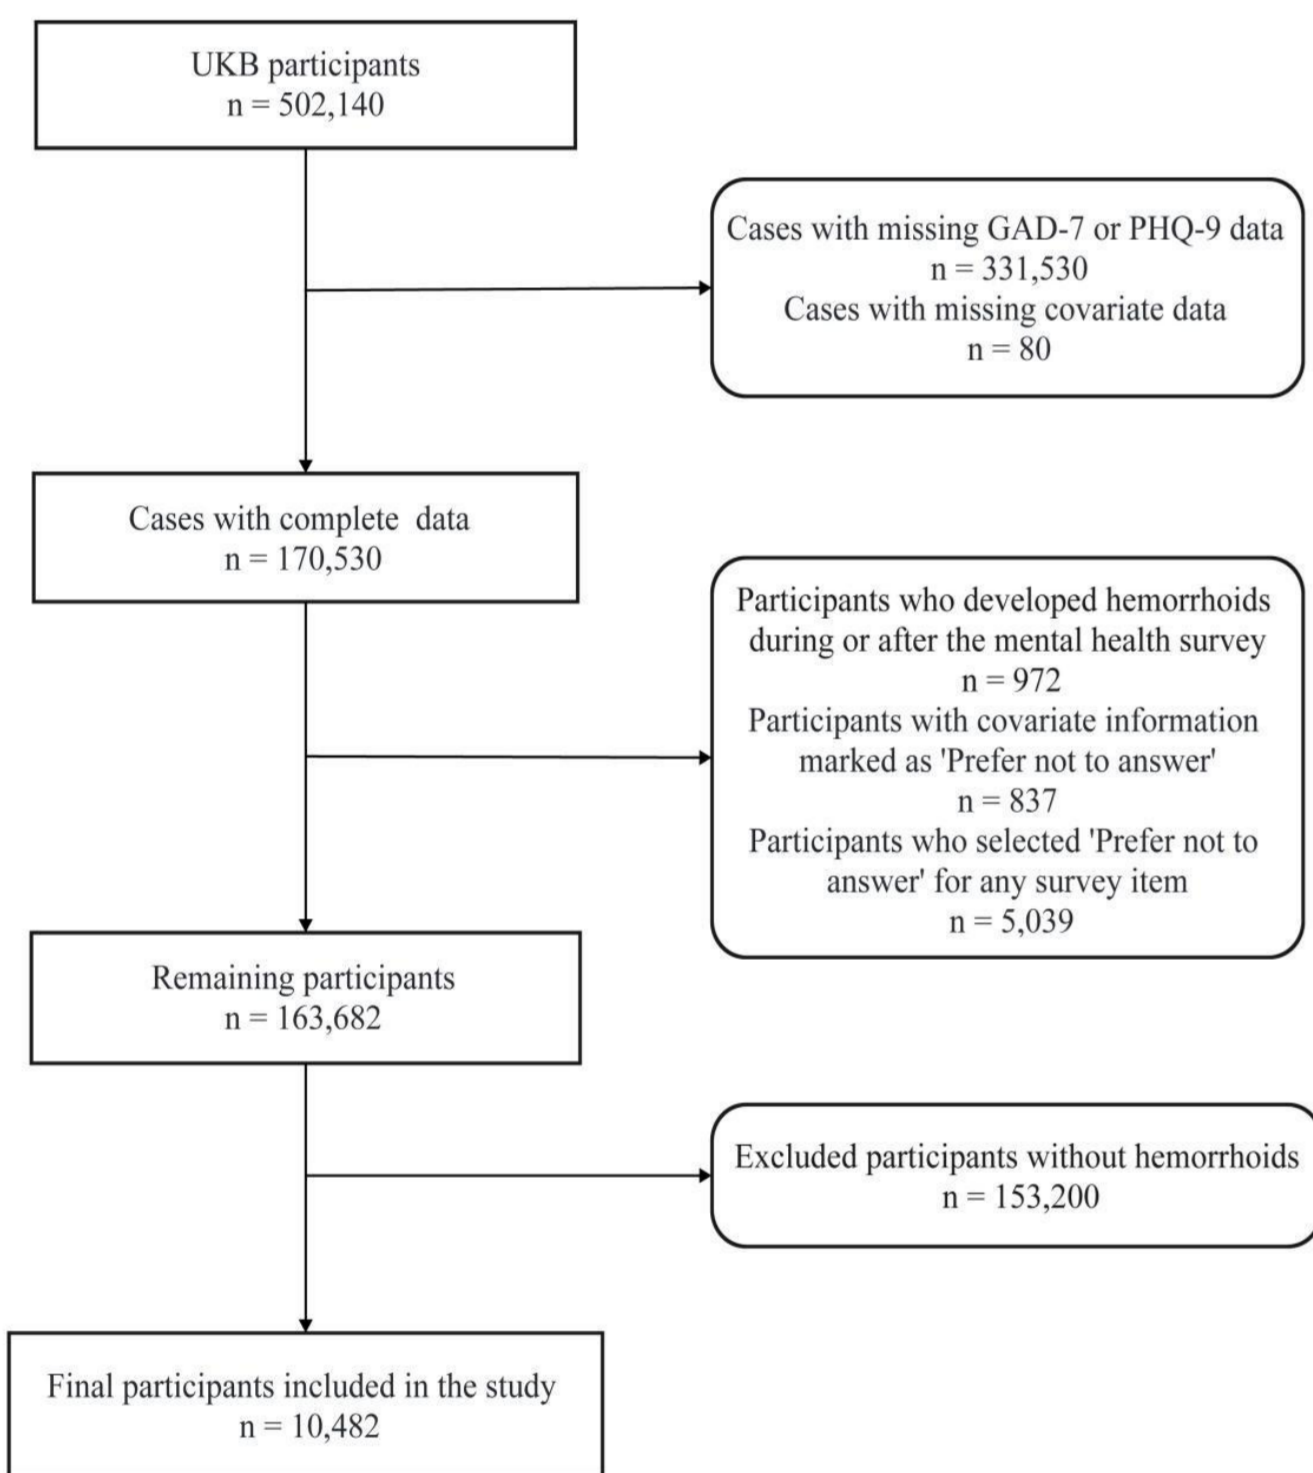 UKB participants
n = 502,140
Cases with missing GAD-7 or PHQ-9 data
n = 331,530
Cases with missing covariate data
n = 80
Cases with complete data
n = 170,530
Participants who developed hemorrhoids
during or after the mental health survey
n = 972
Participants with covariate information
marked as 'Prefer not to answer'
n = 837
Participants who selected 'Prefer not to
answer' for any survey item
n = 5,039
Remaining participants
n = 163,682
Excluded participants without hemorrhoids
n = 153,200
Final participants included in the study
n = 10,482